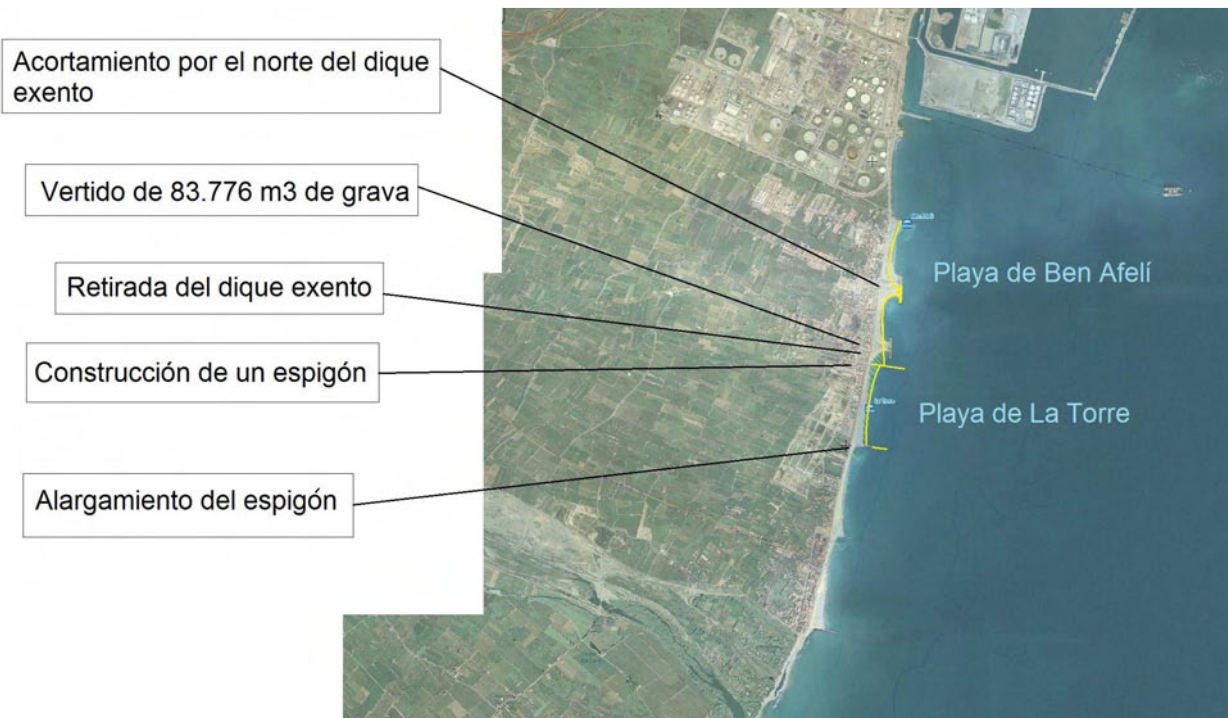 Acortamiento por el norte del dique
exento
Vertido de 83.776 m3 de grava
Retirada del dique exento
Construcción de un espigón
Alargamiento del espigón
Playa de Ben Afelí
Playa de La Torre